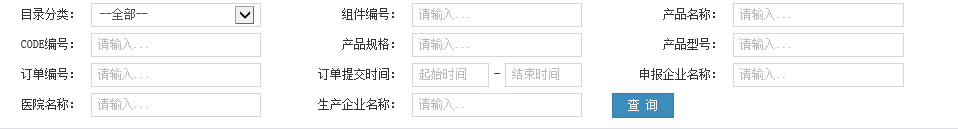 目录分类： --全部-- 组件编号： 请输入... 产品名称： 请输入...
CODE编号： 请输入... 产品规格： 请输入... 产品型号： 请输入...
订单编号： 请输入... 订单提交时间： 起始时间 - 结束时间 申报企业名称： 请输入..
医院名称： 请输入... 生产企业名称： 请输入.. 查 询